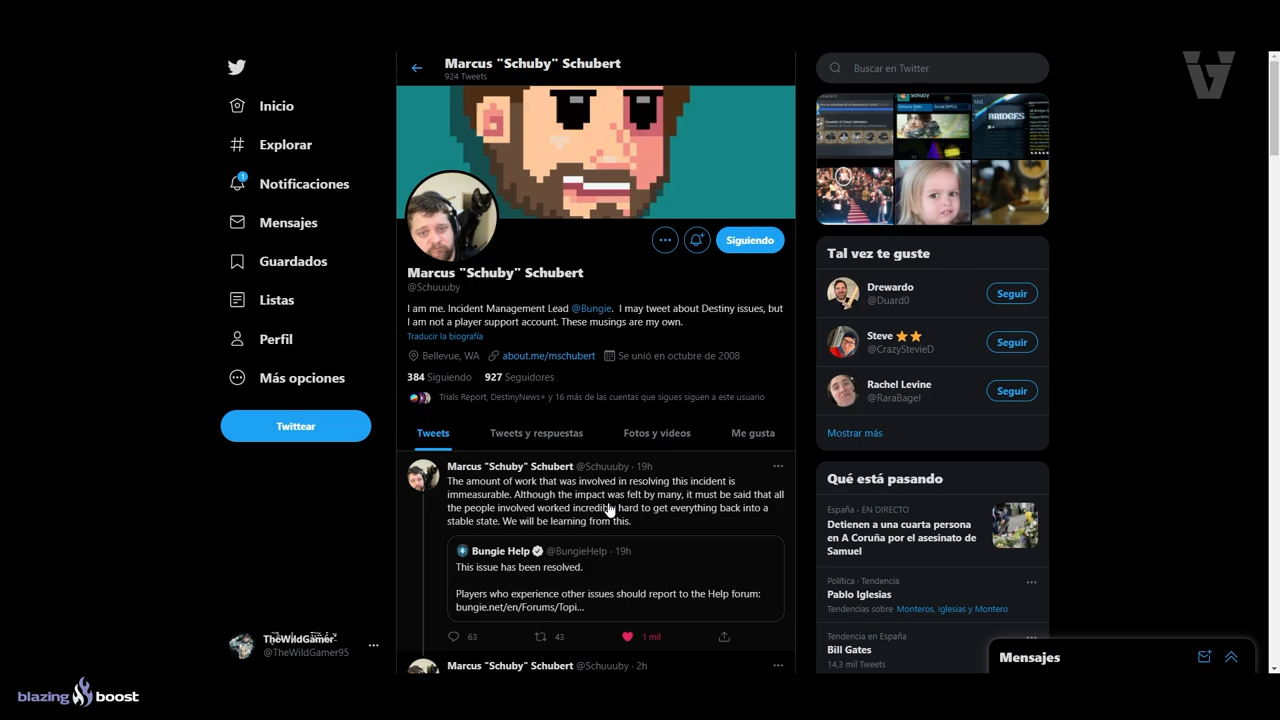 Marcus "Schuby" Schubert
924 Tweets
Buscar en Twitter
Inicio
Explorar
1
Notificaciones
Mensajes
Guardados
Listas
Perfil
Más opciones
Twittear
TheWildGamer
@TheWildGamer95
BRIDGES
Siguiendo
Marcus "Schuby" Schubert
@Schuuuby
I am me. Incident Management Lead @Bungie. I may tweet about Destiny issues, but
I am not a player support account. These musings are my own.
Traducir la biografía
Bellevue, WA about.me/mschubert Se unió en octubre de 2008
384 Siguiendo 927 Seguidores
Trials Report, DestinyNews+ y 16 más de las cuentas que sigues siguen a este usuario
Tweets Tweets y respuestas Fotos y videos Me gusta
Marcus "Schuby" Schubert @Schuuuby · 19h
The amount of work that was involved in resolving this incident is
immeasurable. Although the impact was felt by many, it must be said that all
the people involved worked incredibly hard to get everything back into a
stable state. We will be learning from this.
Bungie Help @BungieHelp · 19h
This issue has been resolved.
Players who experience other issues should report to the Help forum:
bungie.net/en/Forums/Topi...
63 43 1 mil
Marcus "Schuby" Schubert @Schuuuby · 2h
Tal vez te guste
Drewardo
@Duard0
Seguir
Steve
@CrazyStevieD
Seguir
Rachel Levine
@RaraBagel
Seguir
Mostrar más
Qué está pasando
España · EN DIRECTO
Detienen a una cuarta persona
en A Coruña por el asesinato de
Samuel
Política · Tendencia
Pablo Iglesias
Tendencias sobre Monteros, Iglesias y Montero
Tendencia en España
Bill Gates
14,3 mil Tweets
Mensajes
blazing boost